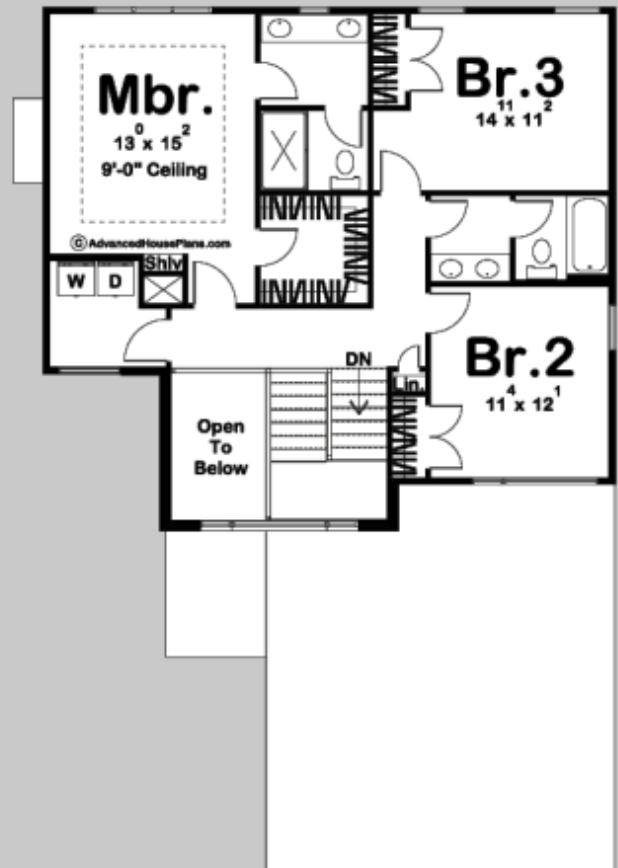 Mbr.
13⁰ x 15²
9'-0" Ceiling
© AdvancedHousePlans.com
Br.3
14¹¹ x 11²
W D
Shlv
DN
Lin.
Br.2
11⁴ x 12¹
Open
To
Below